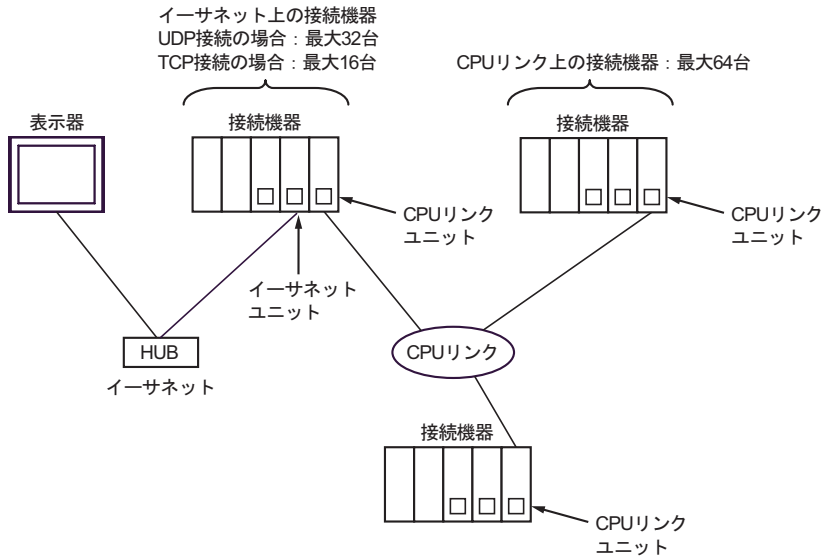 イーサネット上の接続機器
UDP接続の場合：最大32台
TCP接続の場合：最大16台
CPUリンク上の接続機器：最大64台
表示器
接続機器
接続機器
CPUリンク
ユニット
CPUリンク
ユニット
イーサネット
ユニット
HUB
イーサネット
CPUリンク
接続機器
CPUリンク
ユニット